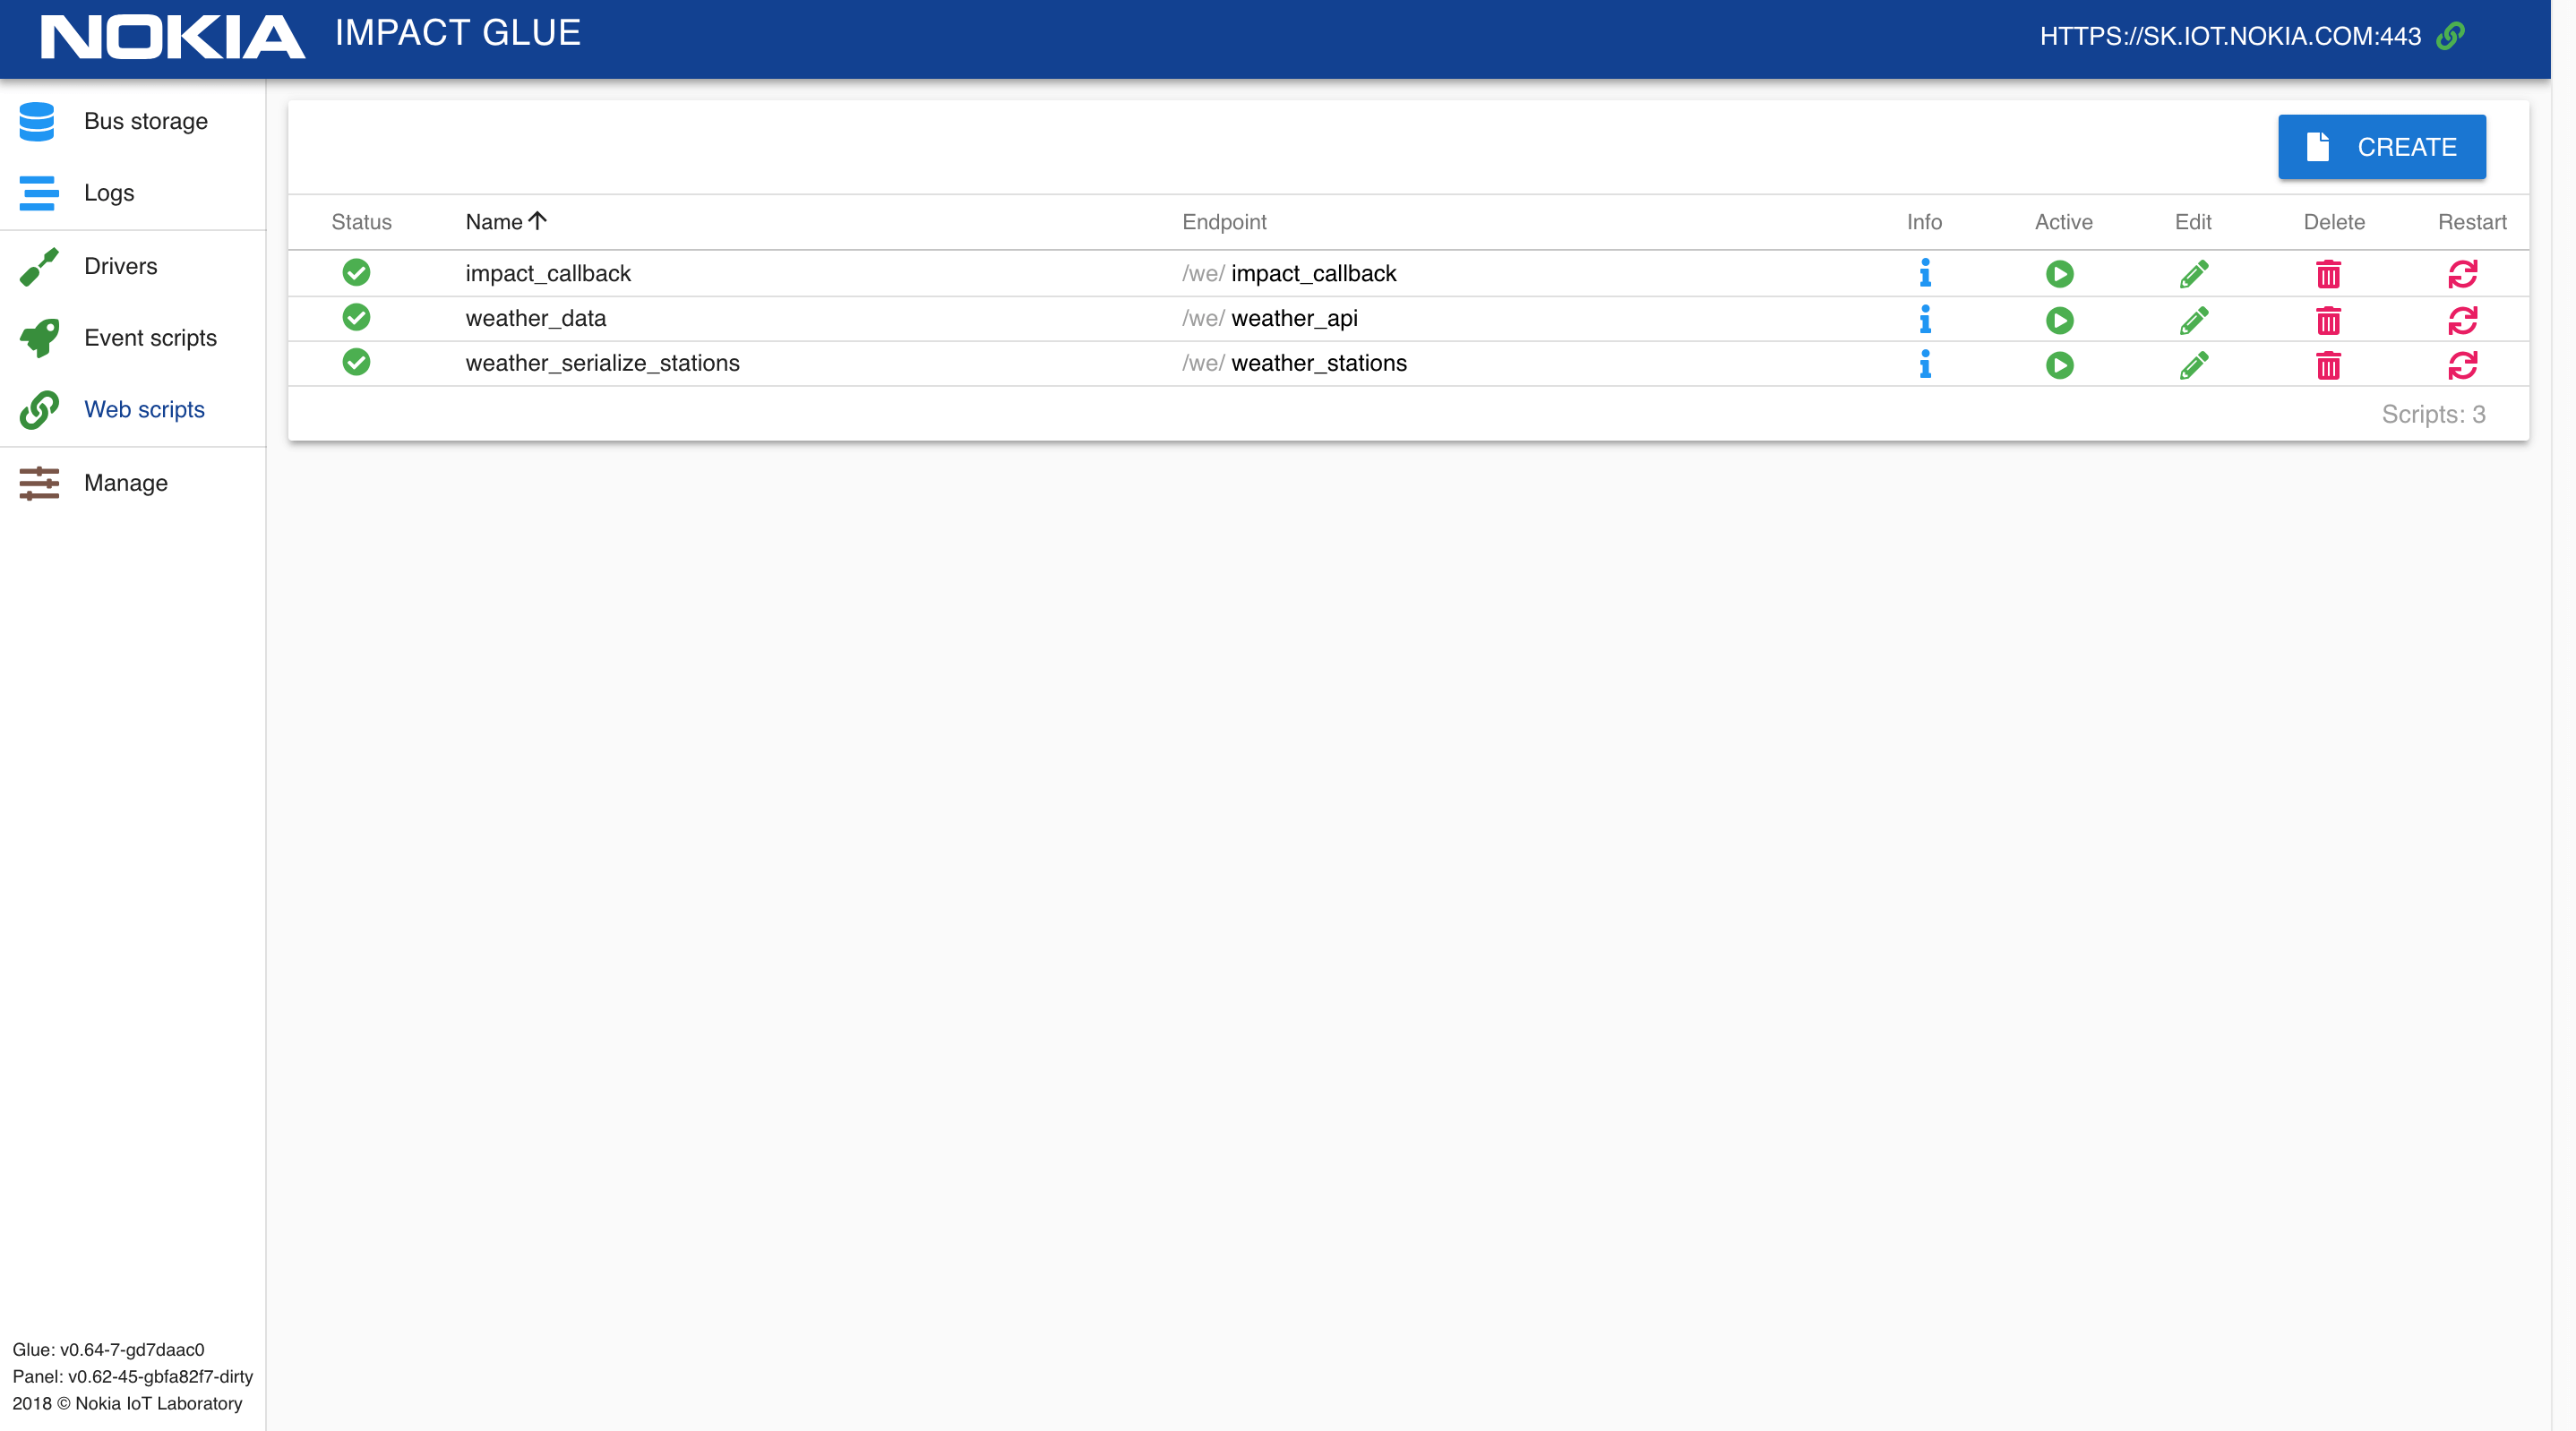 NOKIA IMPACT GLUE HTTPS://SK.IOT.NOKIA.COM:443
Bus storage
Logs
Drivers
Event scripts
Web scripts
Manage
CREATE
Status Name Endpoint Info Active Edit Delete Restart
impact_callback /we/ impact_callback
weather_data /we/ weather_api
weather_serialize_stations /we/ weather_stations
Scripts: 3
Glue: v0.64-7-gd7daac0
Panel: v0.62-45-gbfa82f7-dirty
2018 © Nokia IoT Laboratory